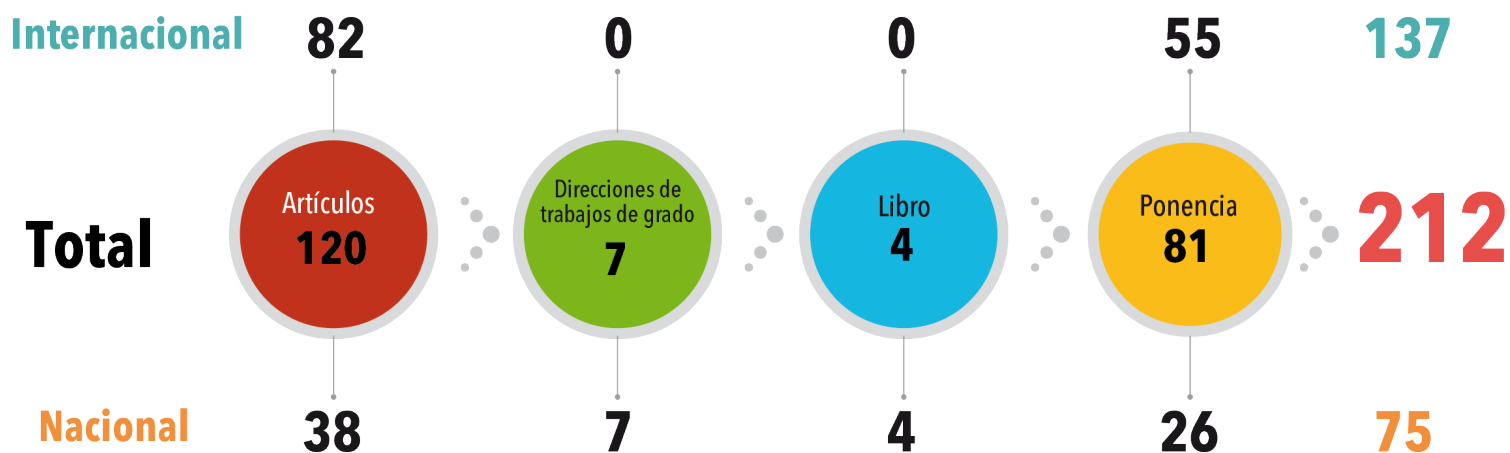 Internacional 82 0 0 55 137
Artículos
120
Direcciones de
trabajos de grado
7
Libro
4
Ponencia
81
Total
212
Nacional 38 7 4 26 75